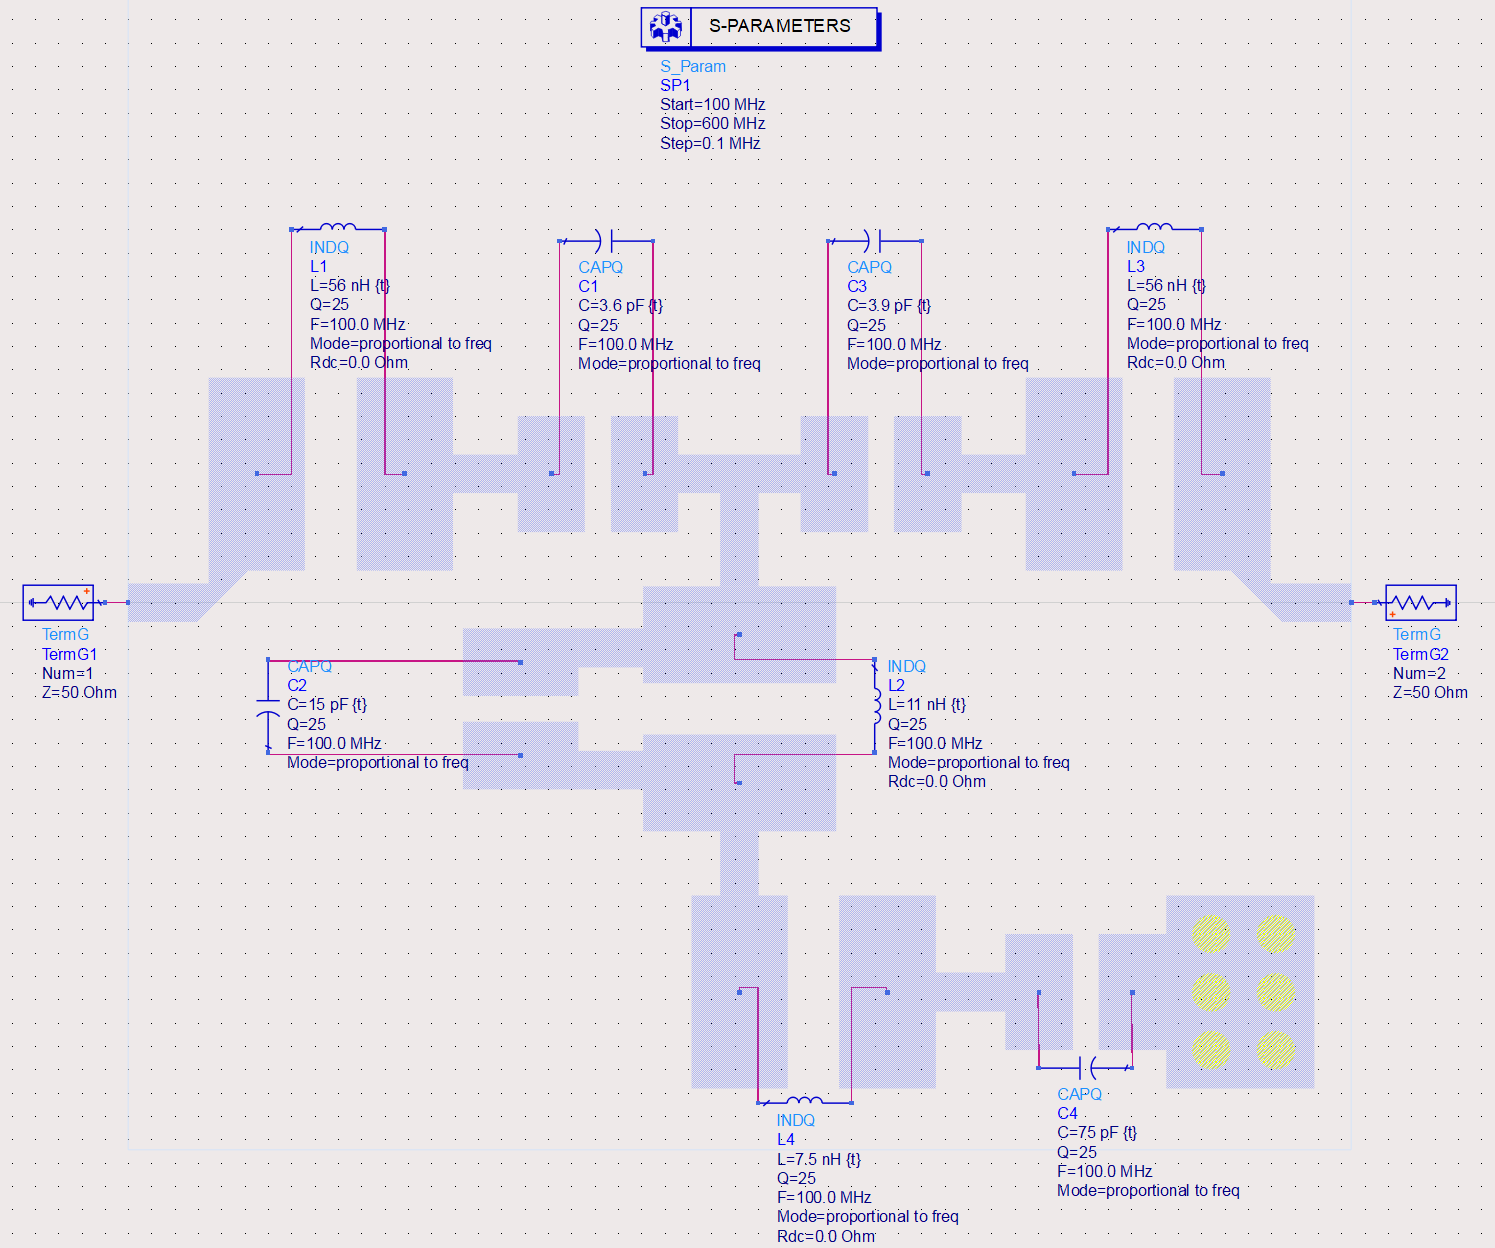 S-PARAMETERS
S_Param
SP1
Start=100 MHz
Stop=600 MHz
Step=0.1 MHz
INDQ
L1
L=56 nH {t}
Q=25
F=100.0 MHz
Mode=proportional to freq
Rdc=0.0 Ohm
CAPQ
C1
C=3.6 pF {t}
Q=25
F=100.0 MHz
Mode=proportional to freq
CAPQ
C3
C=3.9 pF {t}
Q=25
F=100.0 MHz
Mode=proportional to freq
INDQ
L3
L=56 nH {t}
Q=25
F=100.0 MHz
Mode=proportional to freq
Rdc=0.0 Ohm
TermG
TermG1
Num=1
Z=50 Ohm
CAPQ
C2
C=15 pF {t}
Q=25
F=100.0 MHz
Mode=proportional to freq
INDQ
L2
L=11 nH {t}
Q=25
F=100.0 MHz
Mode=proportional to freq
Rdc=0.0 Ohm
TermG
TermG2
Num=2
Z=50 Ohm
INDQ
L4
L=7.5 nH {t}
Q=25
F=100.0 MHz
Mode=proportional to freq
Rdc=0.0 Ohm
CAPQ
C4
C=75 pF {t}
Q=25
F=100.0 MHz
Mode=proportional to freq